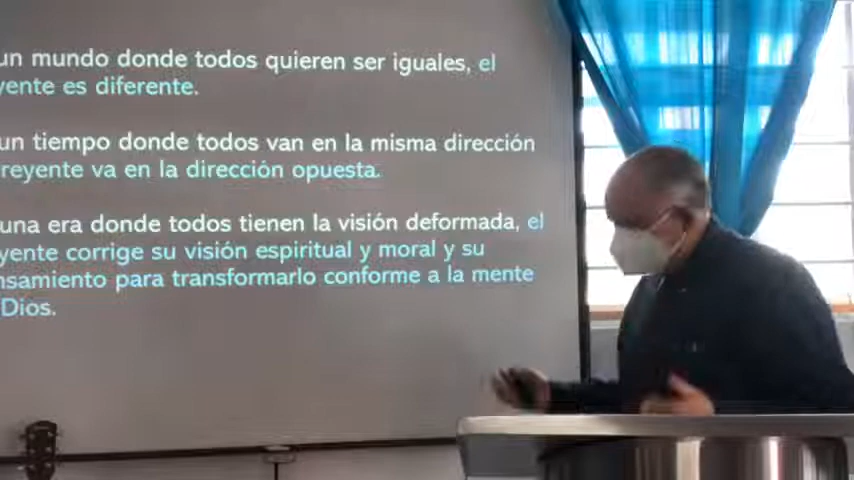 un mundo donde todos quieren ser iguales, el
yente es diferente.
un tiempo donde todos van en la misma dirección
reyente va en la dirección opuesta.
una era donde todos tienen la visión deformada, el
yente corrige su visión espiritual y moral y su
nsamiento para transformarlo conforme a la mente
Dios.